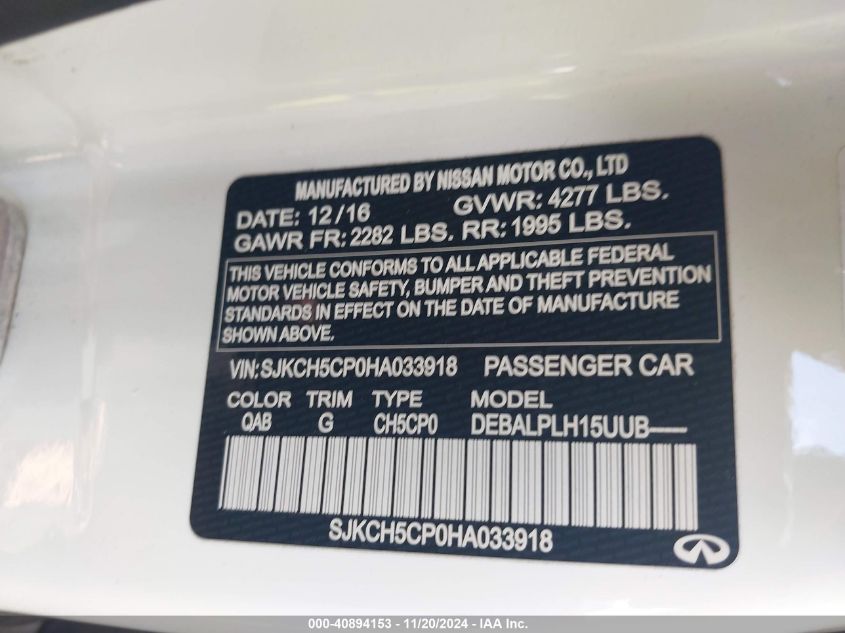 MANUFACTURED BY NISSAN MOTOR CO., LTD
DATE: 12/16 GVWR: 4277 LBS.
GAWR FR: 2282 LBS. RR: 1995 LBS.
THIS VEHICLE CONFORMS TO ALL APPLICABLE FEDERAL
MOTOR VEHICLE SAFETY, BUMPER AND THEFT PREVENTION
STANDARDS IN EFFECT ON THE DATE OF MANUFACTURE
SHOWN ABOVE.
VIN: SJKCH5CP0HA033918 PASSENGER CAR
COLOR TRIM TYPE MODEL
QAB G CH5CP0 DEBALPLH15UUB-----
SJKCH5CP0HA033918
000-40894153 - 11/20/2024 - IAA Inc.